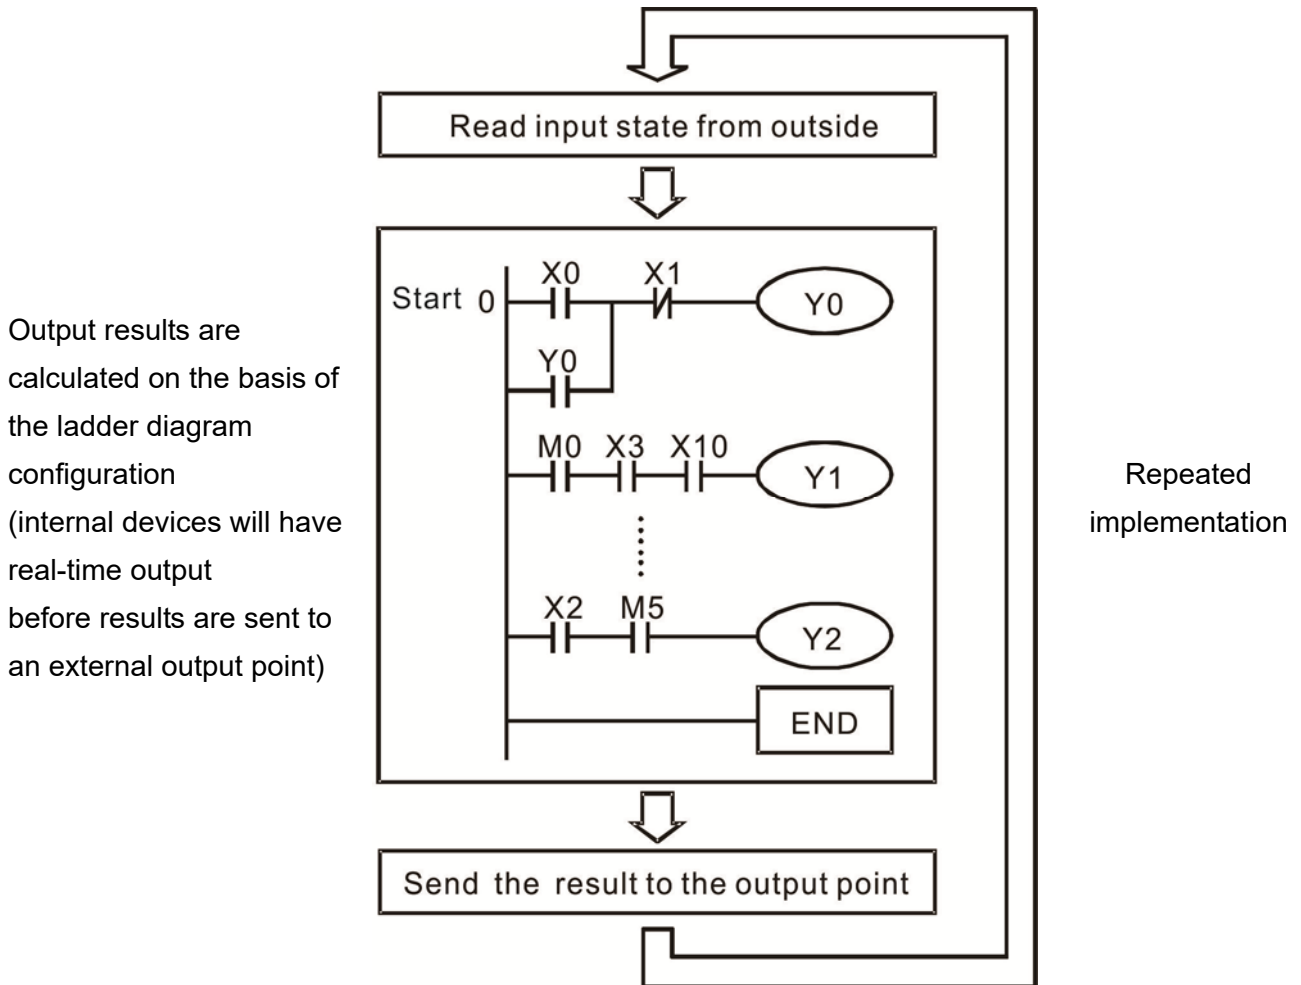 Read input state from outside
Output results are
calculated on the basis of
the ladder diagram
configuration
(internal devices will have
real-time output
before results are sent to
an external output point)
X0 X1
Start 0 Y0
Y0
M0 X3 X10
Y1
X2 M5
Y2
END
Repeated
implementation
Send the result to the output point